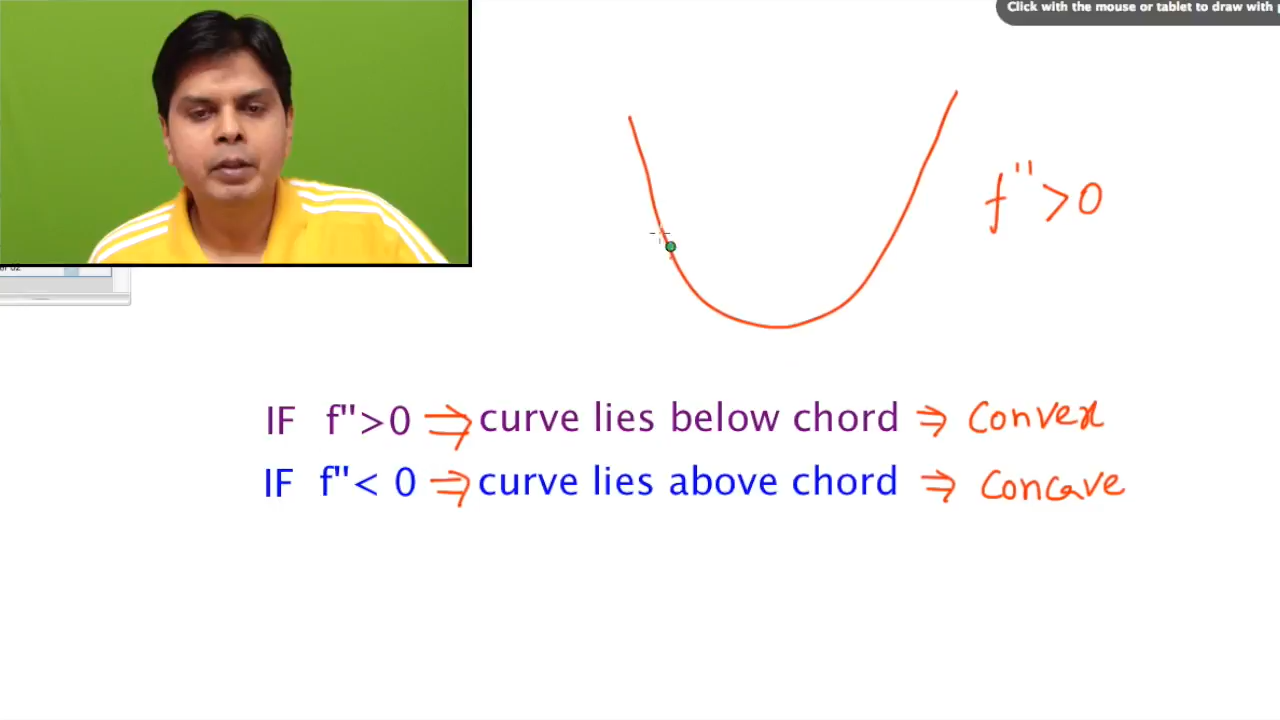 Click with the mouse or tablet to draw with
f">0
IF f">0 ⇒ curve lies below chord ⇒ Convex
IF f"< 0 ⇒ curve lies above chord ⇒ Concave